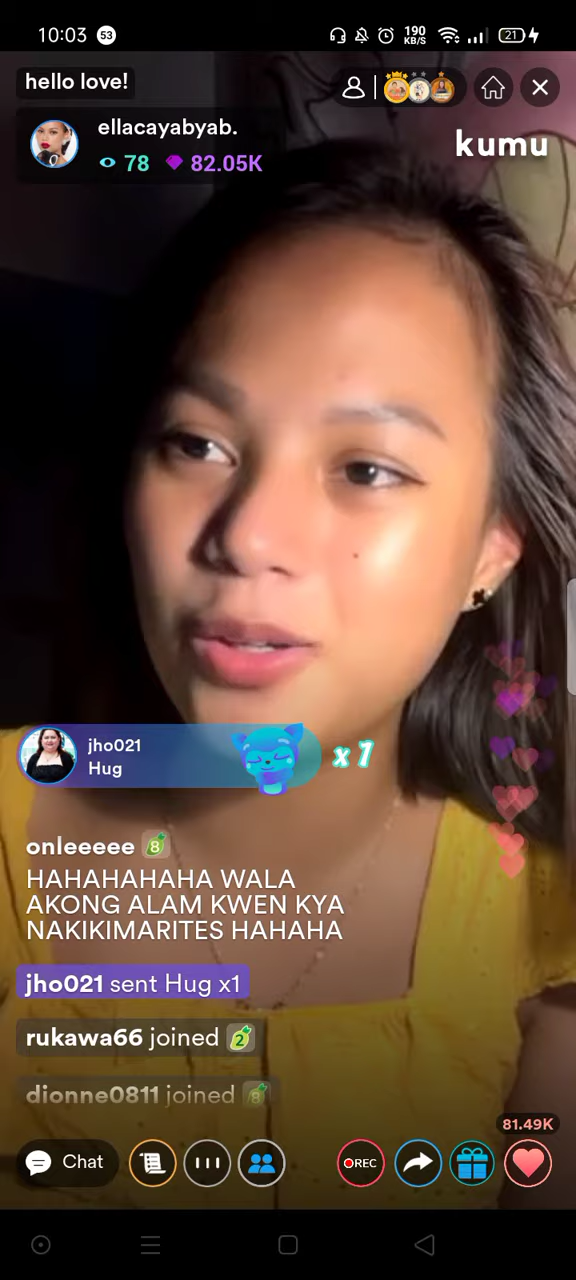 10:03 53 190 KB/S 21
hello love!
ellacayabyab.
78 82.05K
kumu
jho021
Hug
x 1
onleeeee 8
HAHAHAHAHA WALA
AKONG ALAM KWEN KYA
NAKIKIMARITES HAHAHA
jho021 sent Hug x1
rukawa66 joined 2
dionne0811 joined 8
81.49K
Chat REC